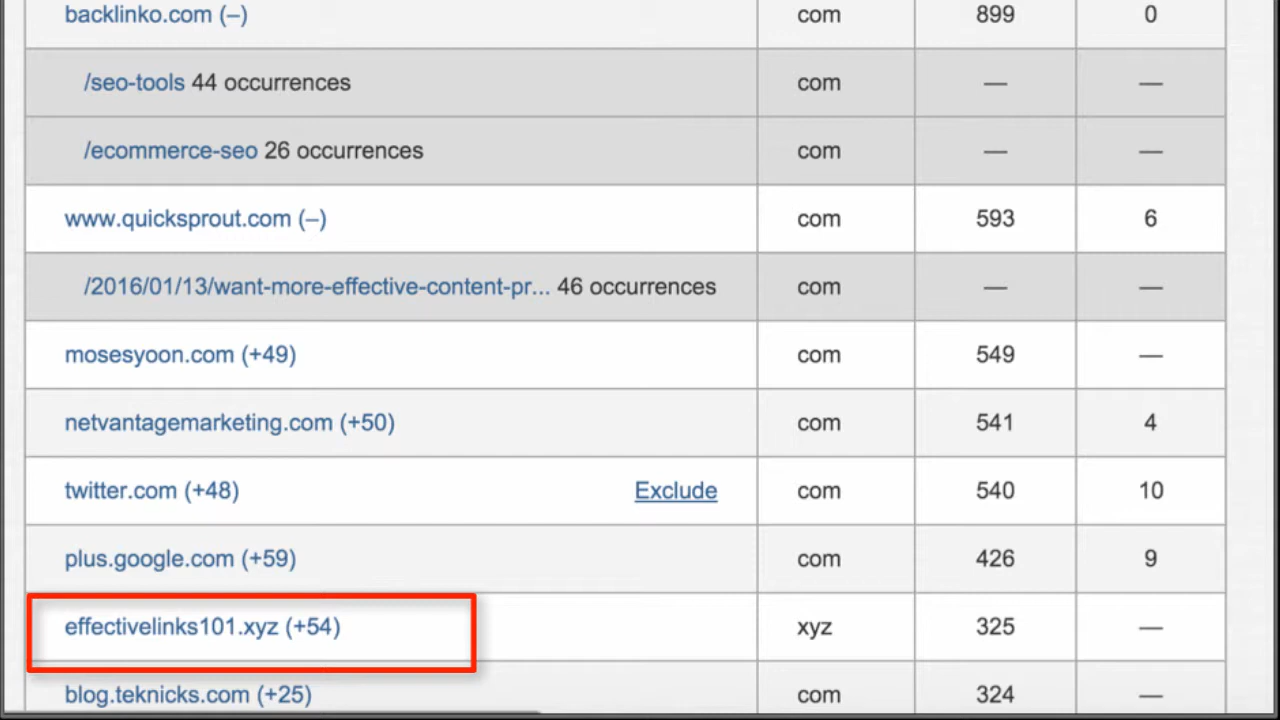 backlinko.com (–) com 899 0
/seo-tools 44 occurrences com — —
/ecommerce-seo 26 occurrences com — —
www.quicksprout.com (–) com 593 6
/2016/01/13/want-more-effective-content-pr... 46 occurrences com — —
mosesyoon.com (+49) com 549 —
netvantagemarketing.com (+50) com 541 4
twitter.com (+48) Exclude com 540 10
plus.google.com (+59) com 426 9
effectivelinks101.xyz (+54) xyz 325 —
blog.teknicks.com (+25) com 324 —